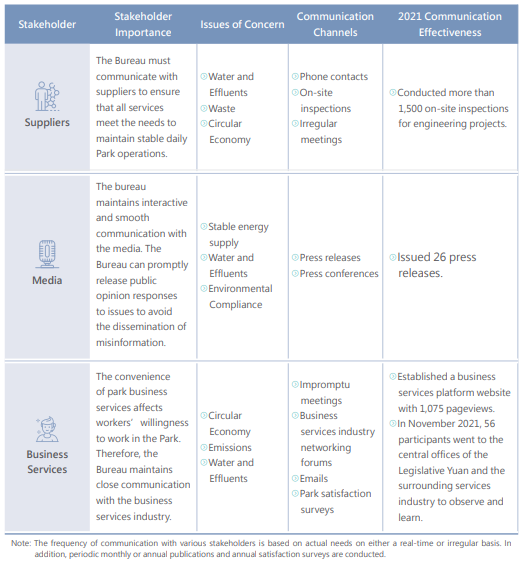 Stakeholder
Stakeholder
Importance
Issues of Concern
Communication
Channels
2021 Communication
Effectiveness
Suppliers
The Bureau must
communicate with
suppliers to ensure
that all services
meet the needs to
maintain stable daily
Park operations.
Water and
Effluents
Waste
Circular
Economy
Phone contacts
On-site
inspections
Irregular
meetings
Conducted more than
1,500 on-site inspections
for engineering projects.
Media
The bureau
maintains interactive
and smooth
communication with
the media. The
Bureau can promptly
release public
opinion responses
to issues to avoid
the dissemination of
misinformation.
Stable energy
supply
Water and
Effluents
Environmental
Compliance
Press releases
Press conferences
Issued 26 press
releases.
Business
Services
The convenience
of park business
services affects
workers' willingness
to work in the Park.
Therefore, the
Bureau maintains
close communication
with the business
services industry.
Circular
Economy
Emissions
Water and
Effluents
Impromptu
meetings
Business
services industry
networking
forums
Emails
Park satisfaction
surveys
Established a business
services platform website
with 1,075 pageviews.
In November 2021, 56
participants went to the
central offices of the
Legislative Yuan and the
surrounding services
industry to observe and
learn.
Note: The frequency of communication with various stakeholders is based on actual needs on either a real-time or irregular basis. In
addition, periodic monthly or annual publications and annual satisfaction surveys are conducted.